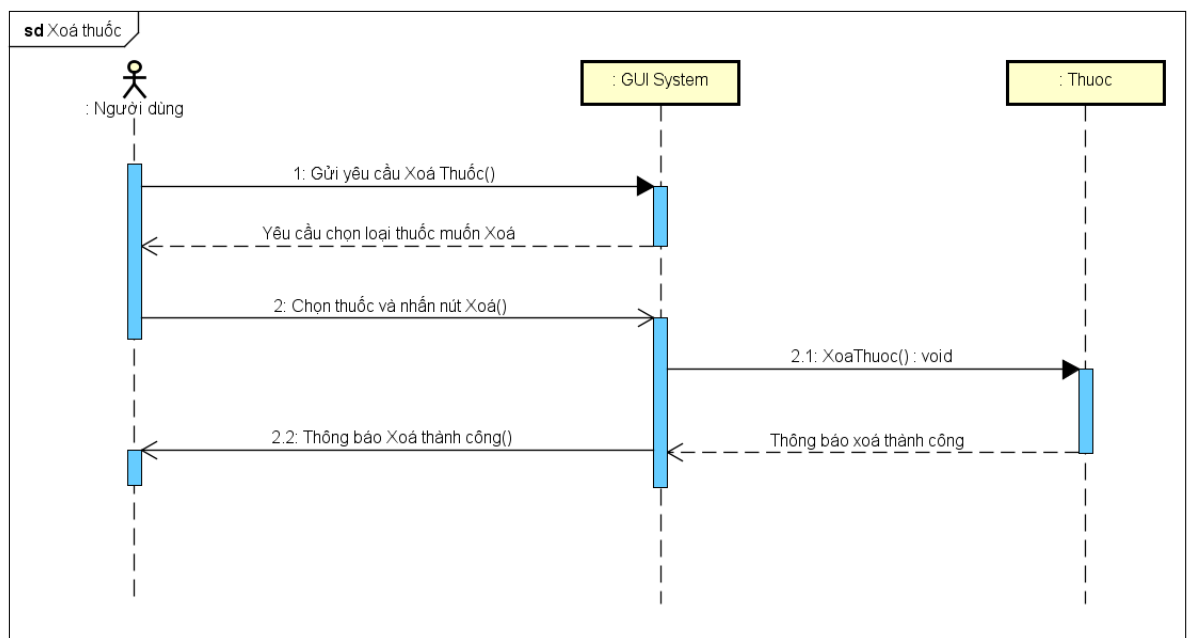 sd Xoá thuốc
: Người dùng
: GUI System
: Thuoc
1: Gửi yêu cầu Xoá Thuốc()
Yêu cầu chọn loại thuốc muốn Xoá
2: Chọn thuốc và nhấn nút Xoá()
2.1: XoaThuoc() : void
2.2: Thông báo Xoá thành công()
Thông báo xoá thành công